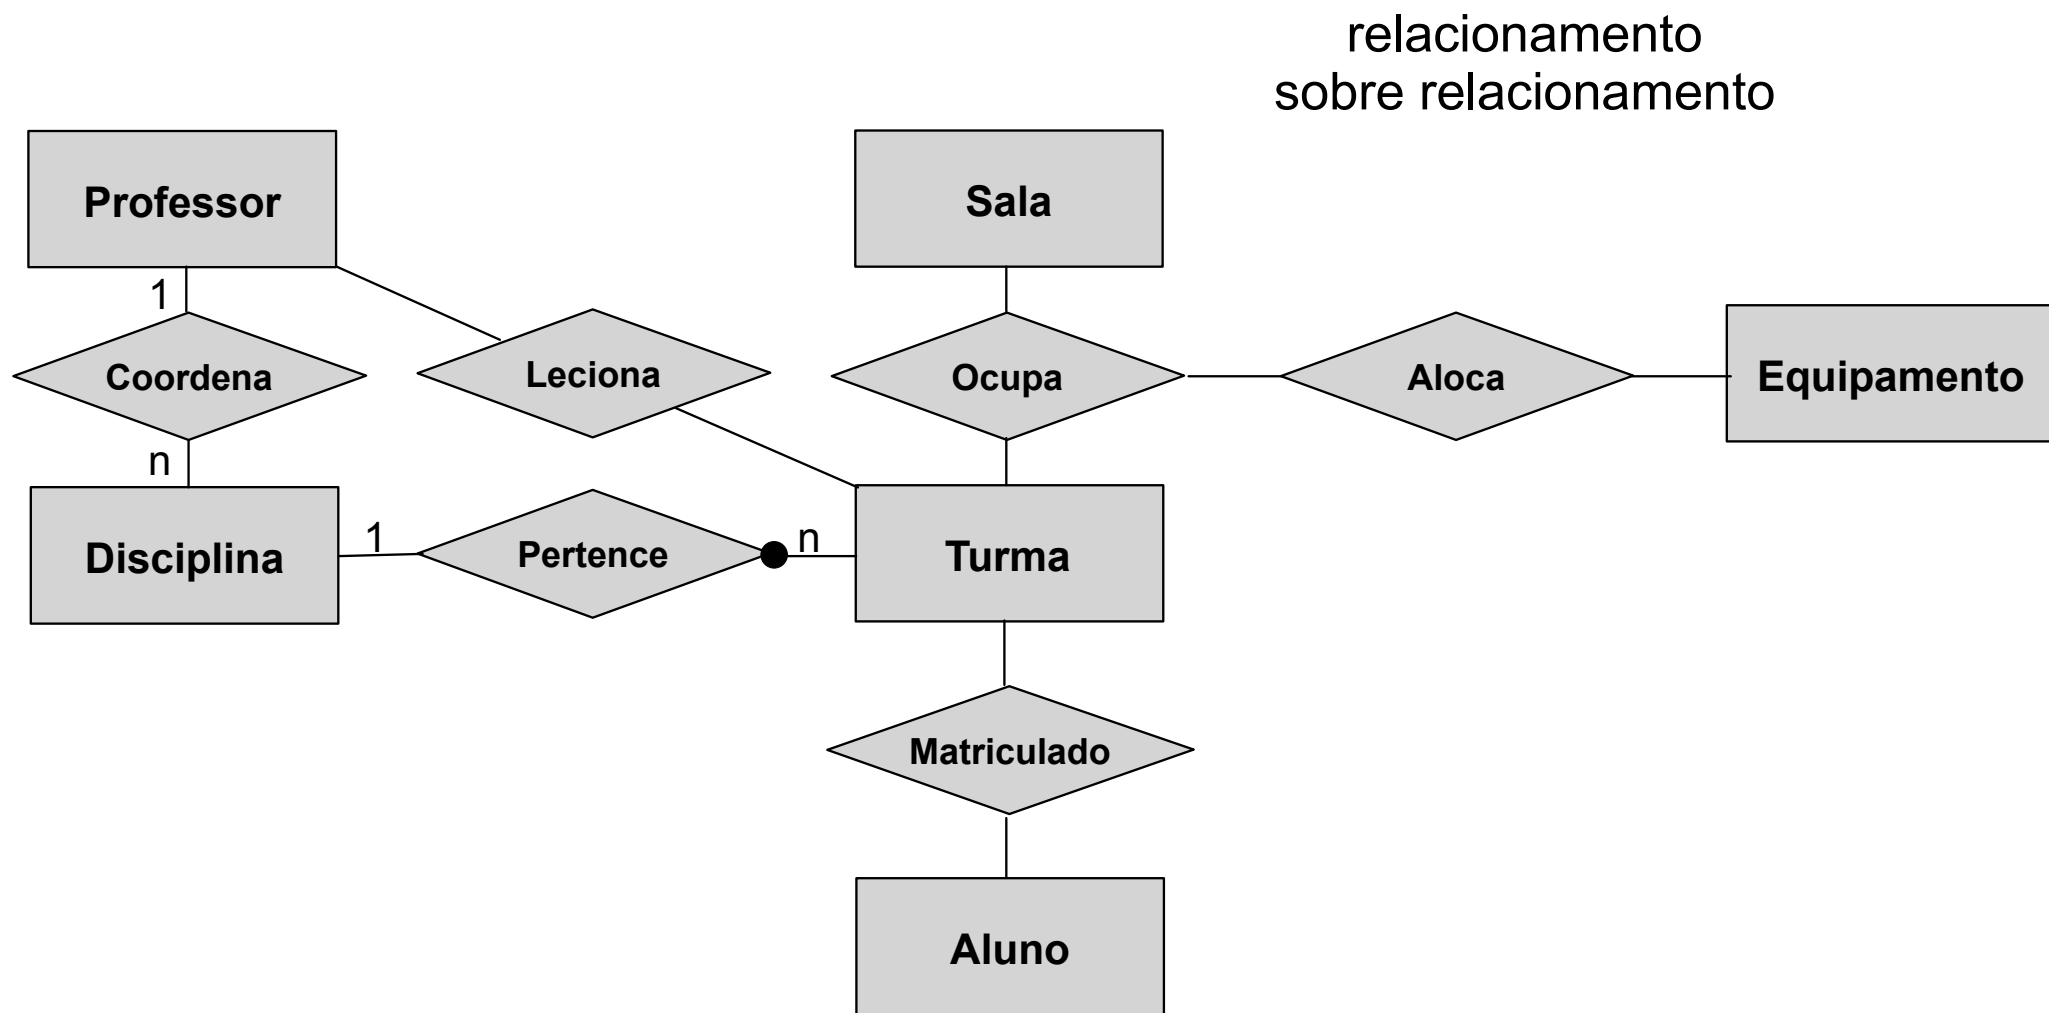 relacionamento
sobre relacionamento
Professor
Sala
1
Coordena
Leciona
Ocupa
Aloca
Equipamento
n
Disciplina
1
Pertence
n
Turma
Matriculado
Aluno